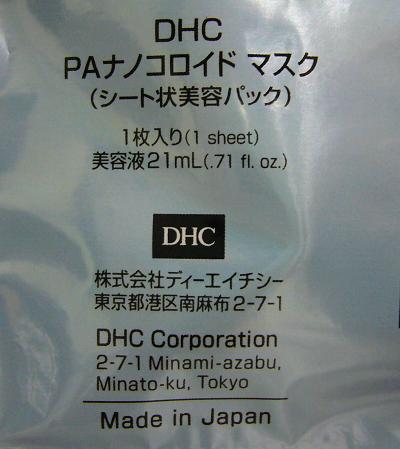 DHC
PAナノコロイド マスク
(シート状美容パック)
1枚入り(1 sheet)
美容液21mL(.71 fl. oz.)
DHC
株式会社ディーエイチシー
東京都港区南麻布2-7-1
DHC Corporation
2-7-1 Minami-azabu,
Minato-ku, Tokyo
Made in Japan